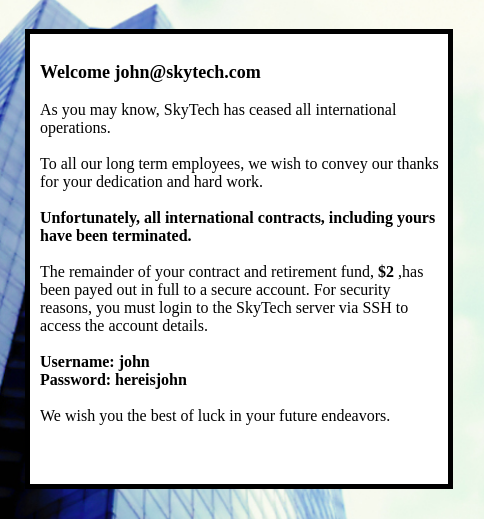 Welcome john@skytech.com
As you may know, SkyTech has ceased all international
operations.
To all our long term employees, we wish to convey our thanks
for your dedication and hard work.
Unfortunately, all international contracts, including yours
have been terminated.
The remainder of your contract and retirement fund, $2 ,has
been payed out in full to a secure account. For security
reasons, you must login to the SkyTech server via SSH to
access the account details.
Username: john
Password: hereisjohn
We wish you the best of luck in your future endeavors.